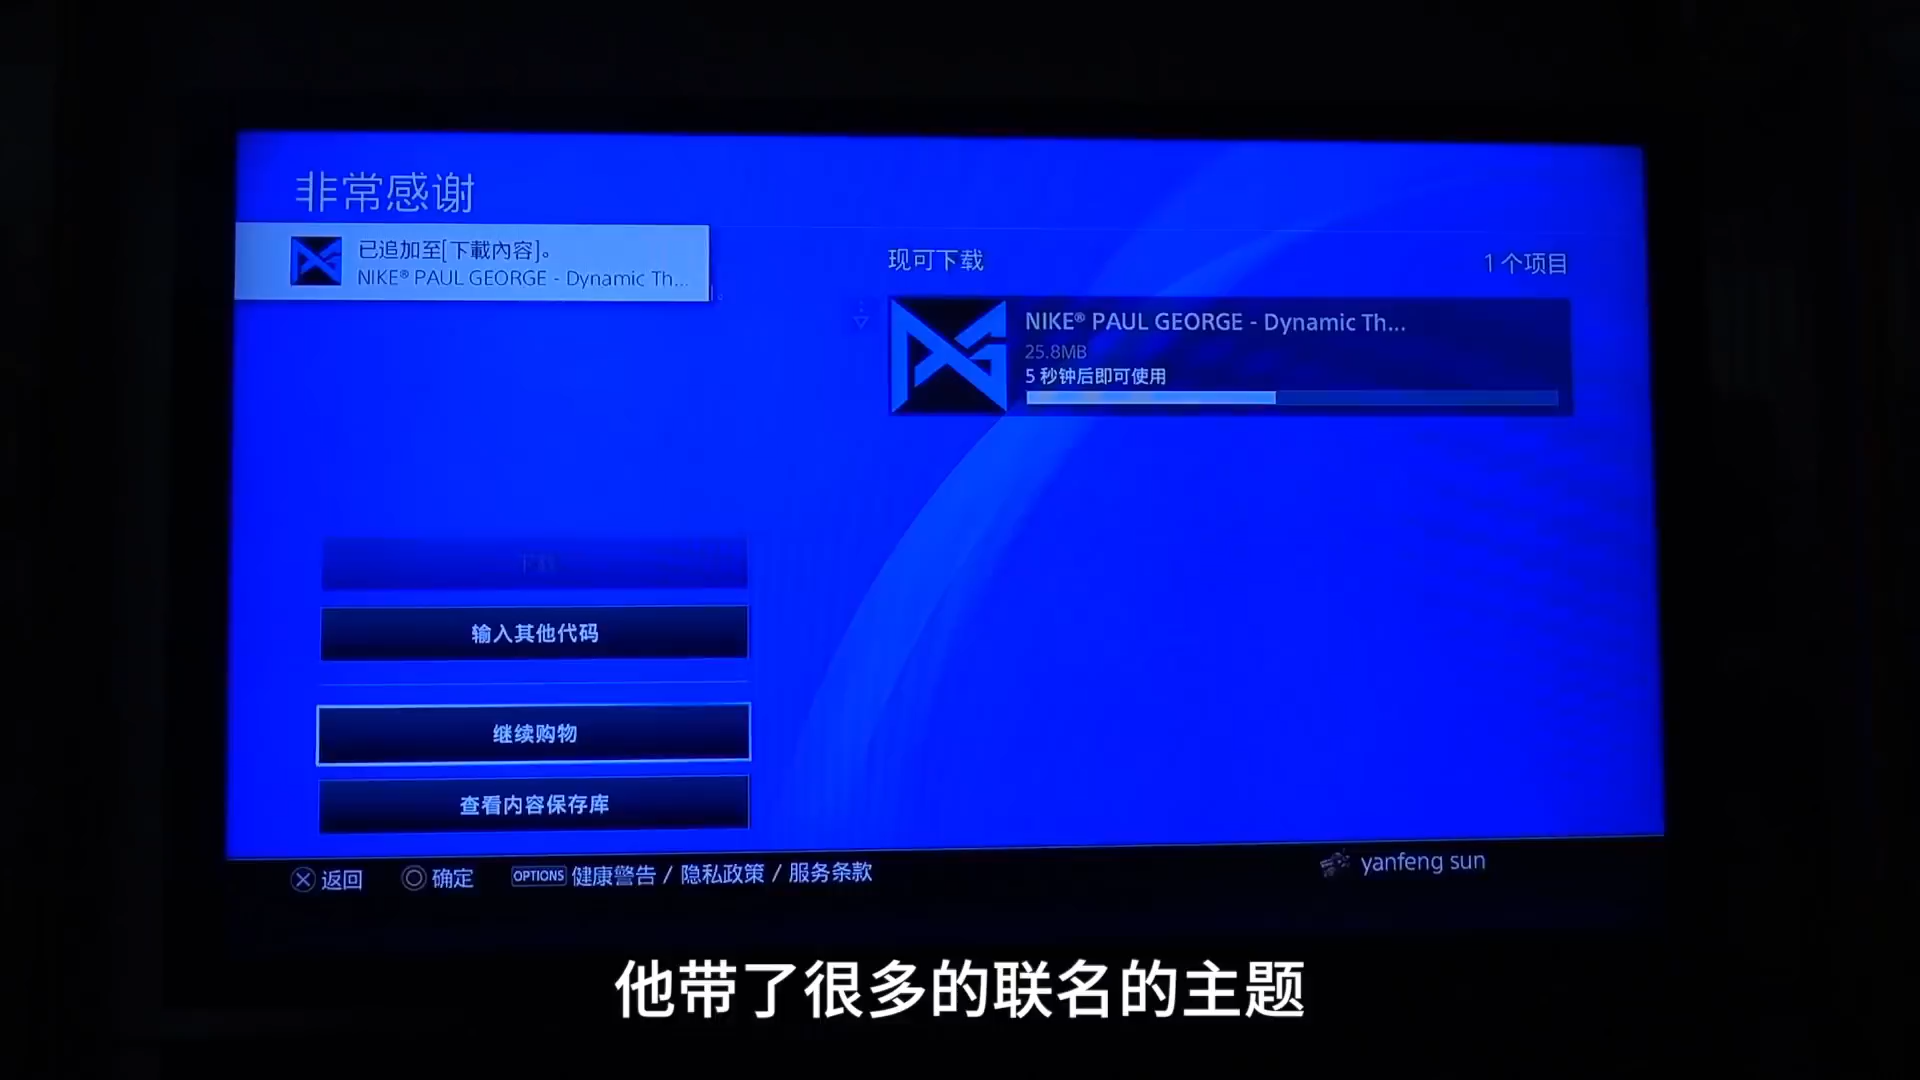 非常感谢
已追加至[下載內容]。
NIKE® PAUL GEORGE - Dynamic Th...
现可下载
1 个项目
NIKE® PAUL GEORGE - Dynamic Th...
25.8MB
5 秒钟后即可使用
下载
输入其他代码
继续购物
查看内容保存库
返回
确定
OPTIONS 健康警告 / 隐私政策 / 服务条款
yanfeng sun
他带了很多的联名的主题